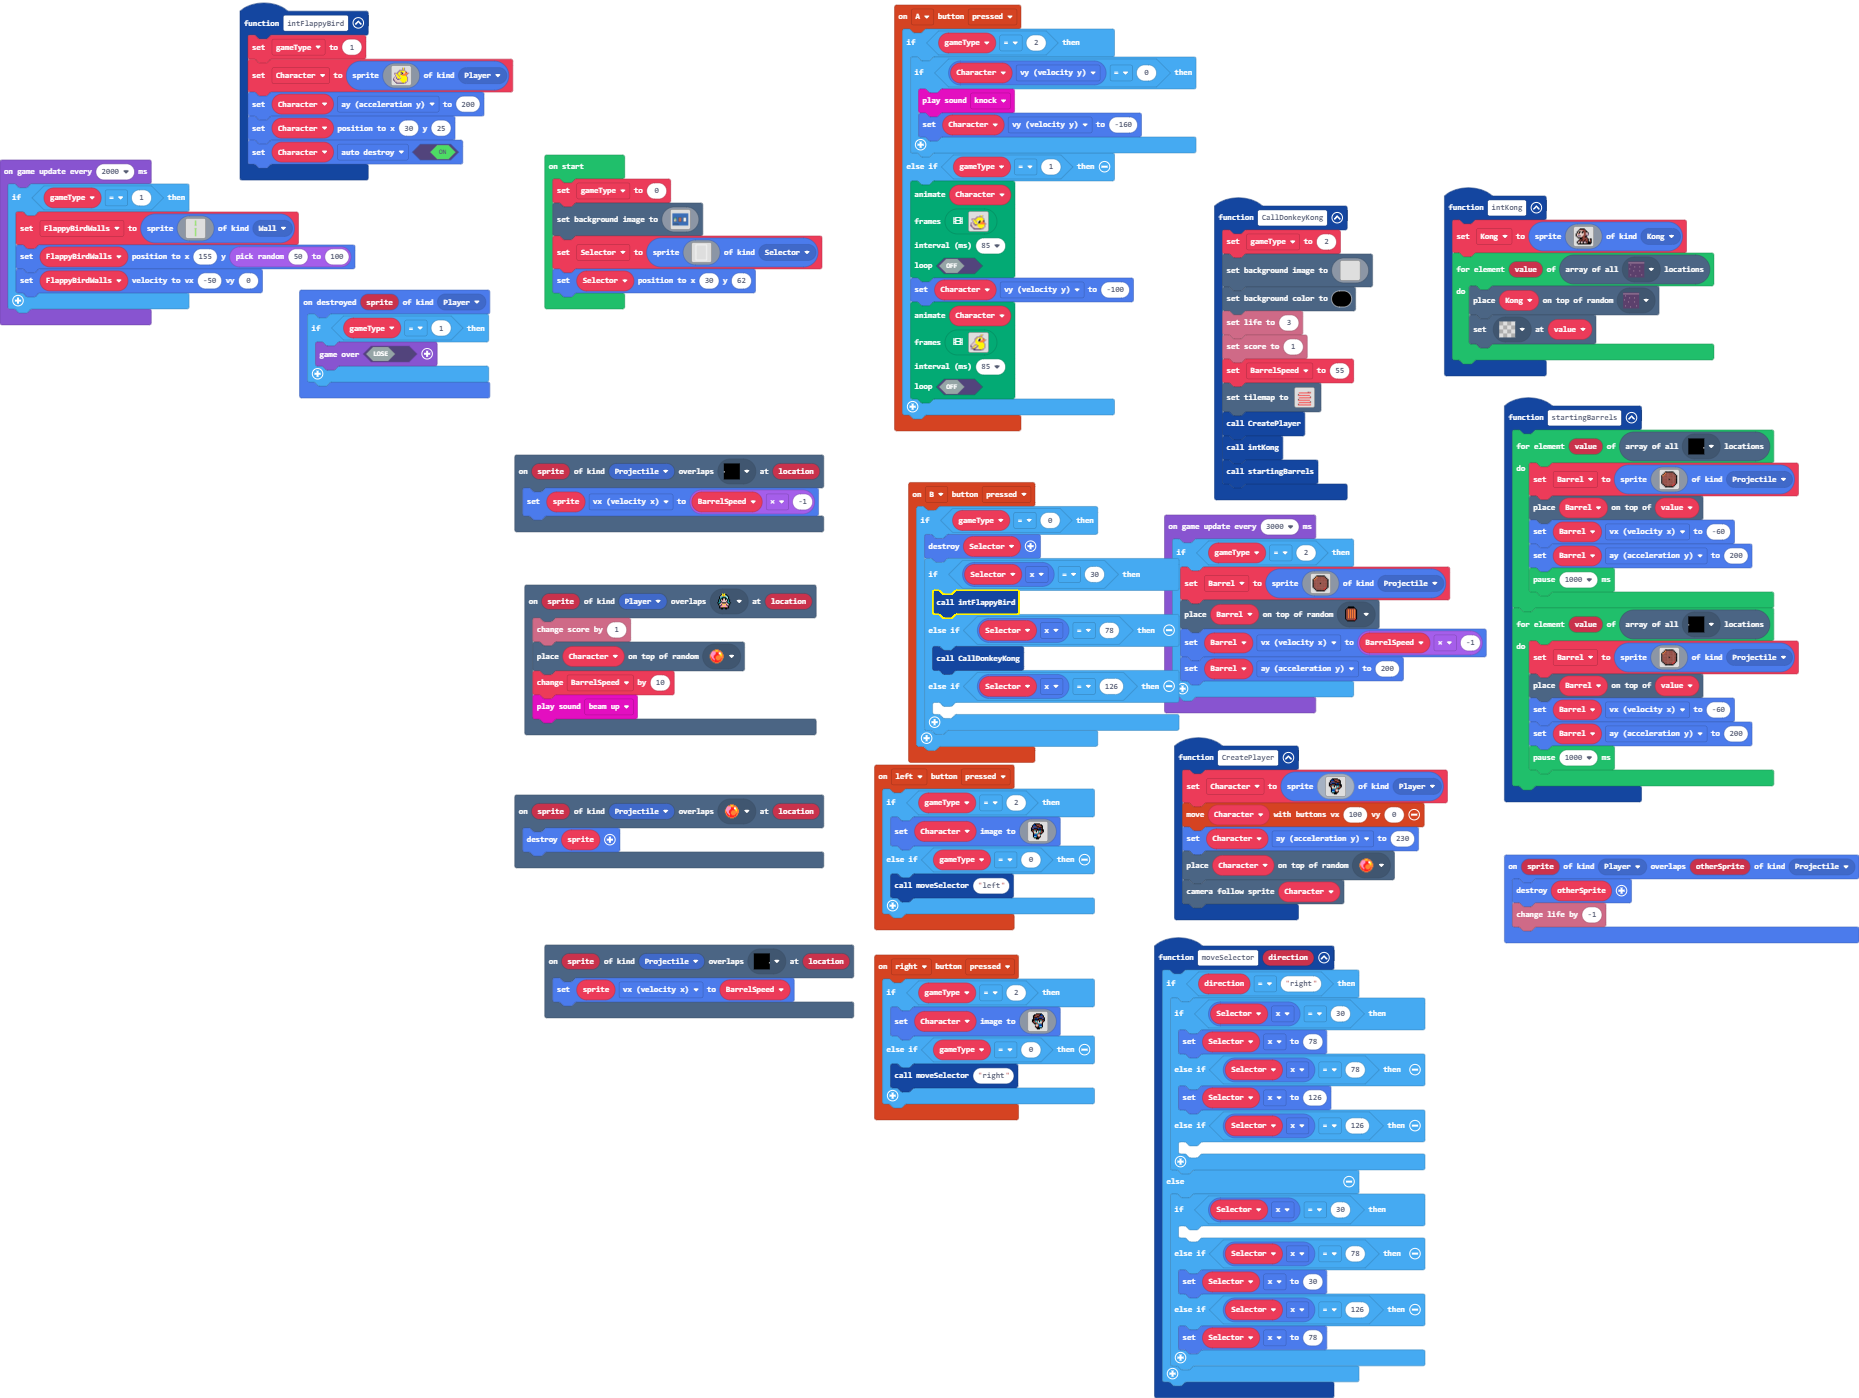 function intFlappyBird
set gameType to 1
set Character to sprite of kind Player
set Character ay (acceleration y) to 200
set Character position to x 30 y 25
set Character auto destroy ON
on game update every 2000 ms
if gameType = 1 then
set FlappyBirdWalls to sprite of kind Wall
set FlappyBirdWalls position to x 155 y pick random 50 to 100
set FlappyBirdWalls velocity to vx -50 vy 0
on destroyed sprite of kind Player
if gameType = 1 then
game over LOSE
on start
set gameType to 0
set background image to
set Selector to sprite of kind Selector
set Selector position to x 30 y 62
on sprite of kind Projectile overlaps at location
set sprite vx (velocity x) to BarrelSpeed × -1
on sprite of kind Player overlaps at location
change score by 1
place Character on top of random
change BarrelSpeed by 10
play sound beam up
on sprite of kind Projectile overlaps at location
destroy sprite
on sprite of kind Projectile overlaps at location
set sprite vx (velocity x) to BarrelSpeed
on A button pressed
if gameType = 2 then
if Character vy (velocity y) = 0 then
play sound knock
set Character vy (velocity y) to -160
else if gameType = 1 then
animate Character
frames
interval (ms) 85
loop OFF
set Character vy (velocity y) to -100
animate Character
frames
interval (ms) 85
loop OFF
on B button pressed
if gameType = 0 then
destroy Selector
if Selector x = 30 then
call intFlappyBird
else if Selector x = 78 then
call CallDonkeyKong
else if Selector x = 126 then
on left button pressed
if gameType = 2 then
set Character image to
else if gameType = 0 then
call moveSelector "left"
on right button pressed
if gameType = 2 then
set Character image to
else if gameType = 0 then
call moveSelector "right"
function CallDonkeyKong
set gameType to 2
set background image to
set background color to
set life to 3
set score to 1
set BarrelSpeed to 55
set tilemap to
call CreatePlayer
call intKong
call startingBarrels
on game update every 3000 ms
if gameType = 2 then
set Barrel to sprite of kind Projectile
place Barrel on top of random
set Barrel vx (velocity x) to BarrelSpeed × -1
set Barrel ay (acceleration y) to 200
function CreatePlayer
set Character to sprite of kind Player
move Character with buttons vx 100 vy 0
set Character ay (acceleration y) to 230
place Character on top of random
camera follow sprite Character
function moveSelector direction
if direction = "right" then
if Selector x = 30 then
set Selector x to 78
else if Selector x = 78 then
set Selector x to 126
else if Selector x = 126 then
else
if Selector x = 30 then
else if Selector x = 78 then
set Selector x to 30
else if Selector x = 126 then
set Selector x to 78
function intKong
set Kong to sprite of kind Kong
for element value of array of all locations
do
place Kong on top of random
set at value
function startingBarrels
for element value of array of all locations
do
set Barrel to sprite of kind Projectile
place Barrel on top of value
set Barrel vx (velocity x) to -60
set Barrel ay (acceleration y) to 200
pause 1000 ms
for element value of array of all locations
do
set Barrel to sprite of kind Projectile
place Barrel on top of value
set Barrel vx (velocity x) to -60
set Barrel ay (acceleration y) to 200
pause 1000 ms
on sprite of kind Player overlaps otherSprite of kind Projectile
destroy otherSprite
change life by -1